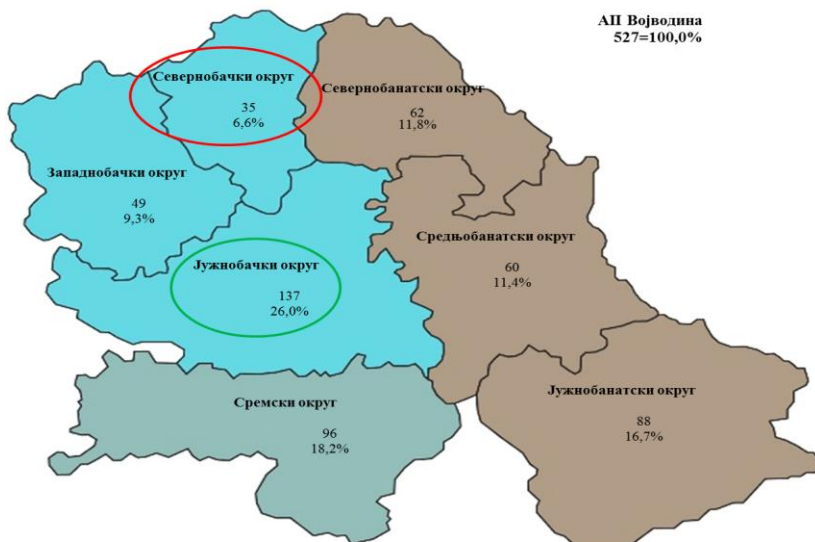 АП Војводина
527=100,0%
Севернобачки округ
35
6,6%
Севернобанатски округ
62
11,8%
Западнобачки округ
49
9,3%
Средњобанатски округ
60
11,4%
Јужнобачки округ
137
26,0%
Сремски округ
96
18,2%
Јужнобанатски округ
88
16,7%